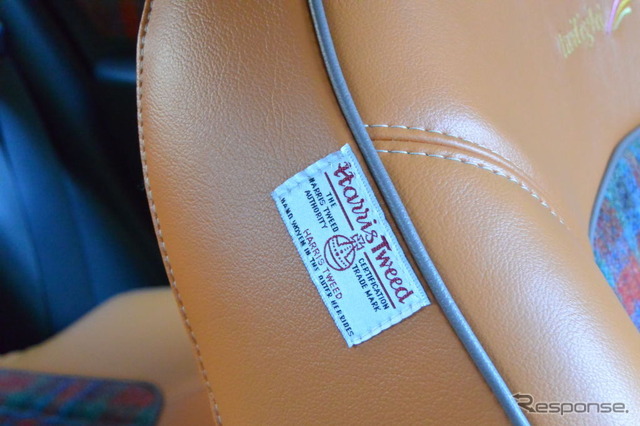 Harris Tweed
THE
HARRIS TWEED
AUTHORITY
CERTIFICATION
TRADE MARK
HARRIS TWEED
HAND WOVEN IN THE OUTER HEBRIDES
Response.